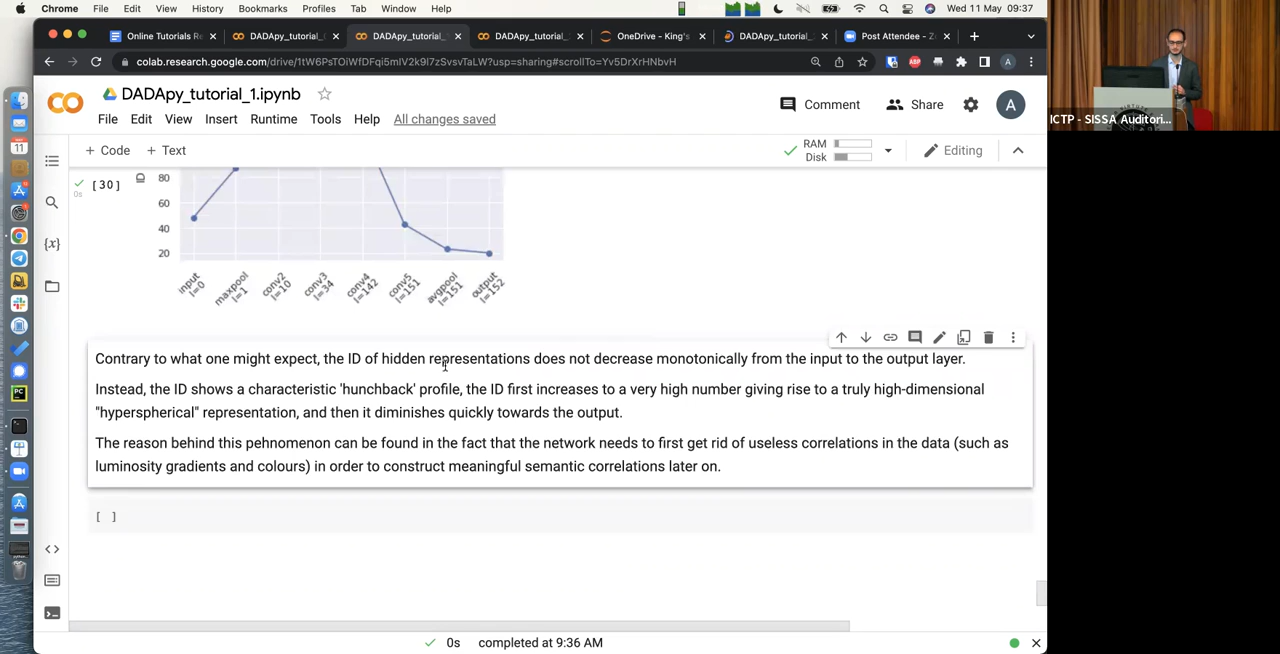 Chrome File Edit View History Bookmarks Profiles Tab Window Help Wed 11 May 09:37
Online Tutorials R DADApy_tutorial_ DADApy_tutorial_ DADApy_tutorial_ OneDrive - King's DADApy_tutorial_ Post Attendee - Z
colab.research.google.com/drive/1tW6PsTOiWfDFqi5mIV2k9I7zSvsvTaLW?usp=sharing#scrollTo=Yv5DrXrHNbvH
A
DADApy_tutorial_1.ipynb
Comment Share A
File Edit View Insert Runtime Tools Help All changes saved
+ Code + Text
RAM
Disk
Editing
[30]
0s
80
60
40
20
ID
input
l=0
maxpool
l=1
conv2
l=10
conv3
l=34
conv4
l=142
conv5
l=151
avgpool
l=151
output
l=152
Contrary to what one might expect, the ID of hidden representations does not decrease monotonically from the input to the output layer.
Instead, the ID shows a characteristic 'hunchback' profile, the ID first increases to a very high number giving rise to a truly high-dimensional
"hyperspherical" representation, and then it diminishes quickly towards the output.
The reason behind this pehnomenon can be found in the fact that the network needs to first get rid of useless correlations in the data (such as
luminosity gradients and colours) in order to construct meaningful semantic correlations later on.
[ ]
0s completed at 9:36 AM
ICTP - SISSA Auditori...